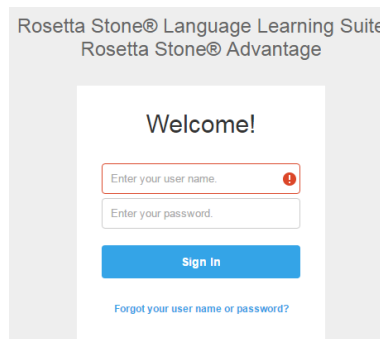 Rosetta Stone® Language Learning Suite
Rosetta Stone® Advantage
Welcome!
Enter your user name.
Enter your password.
Sign In
Forgot your user name or password?